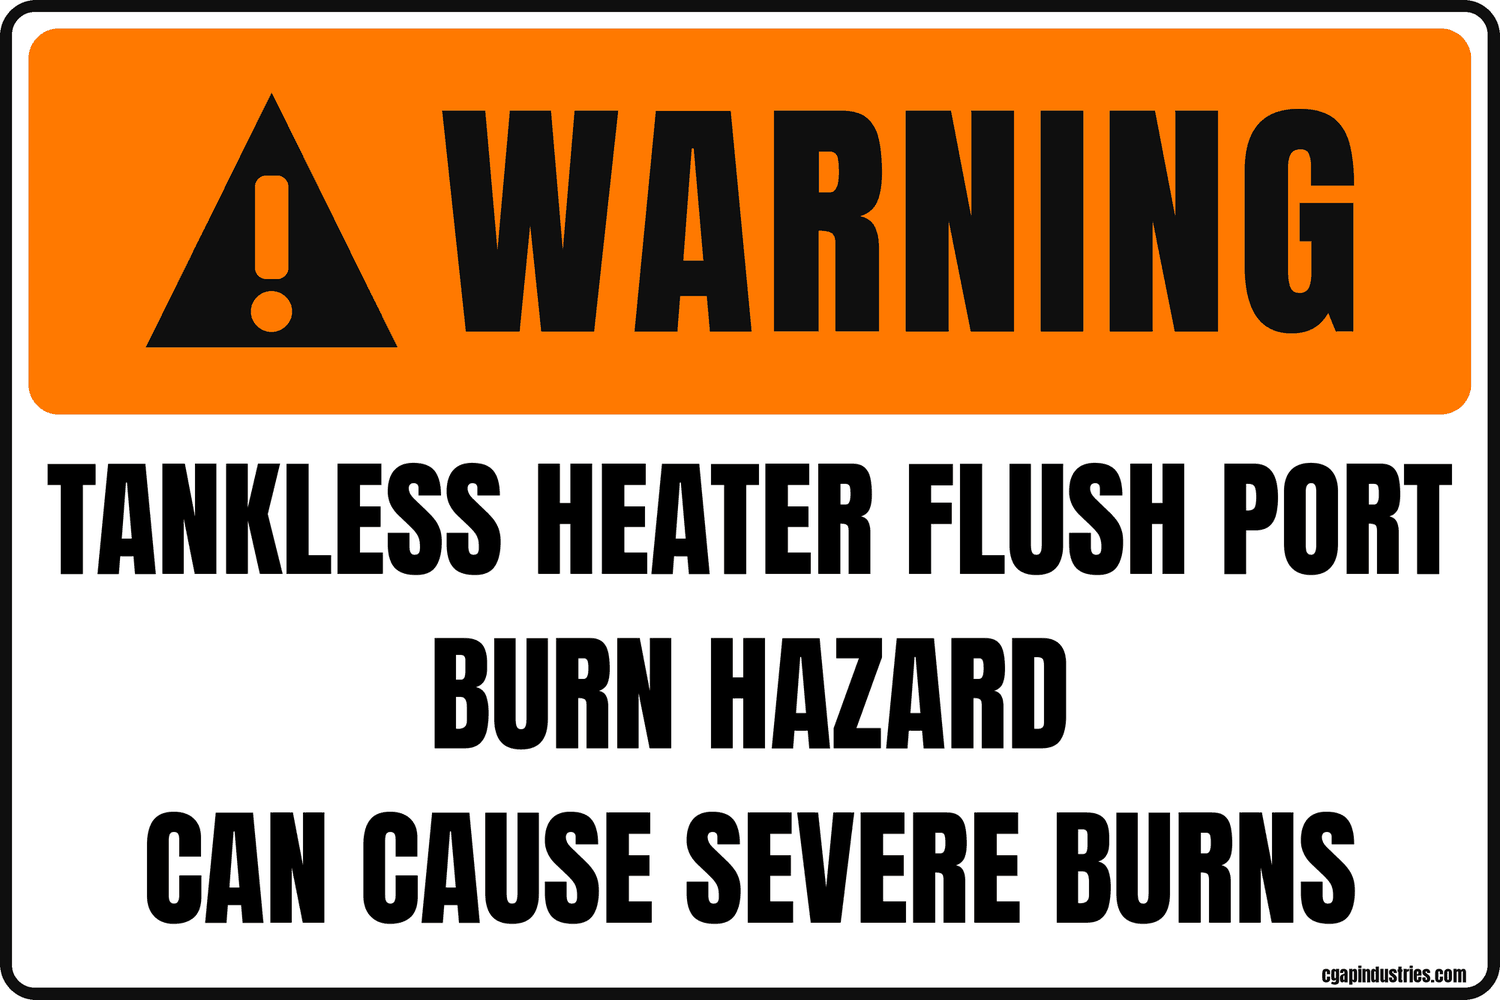 WARNING
TANKLESS HEATER FLUSH PORT
BURN HAZARD
CAN CAUSE SEVERE BURNS
cgapindustries.com